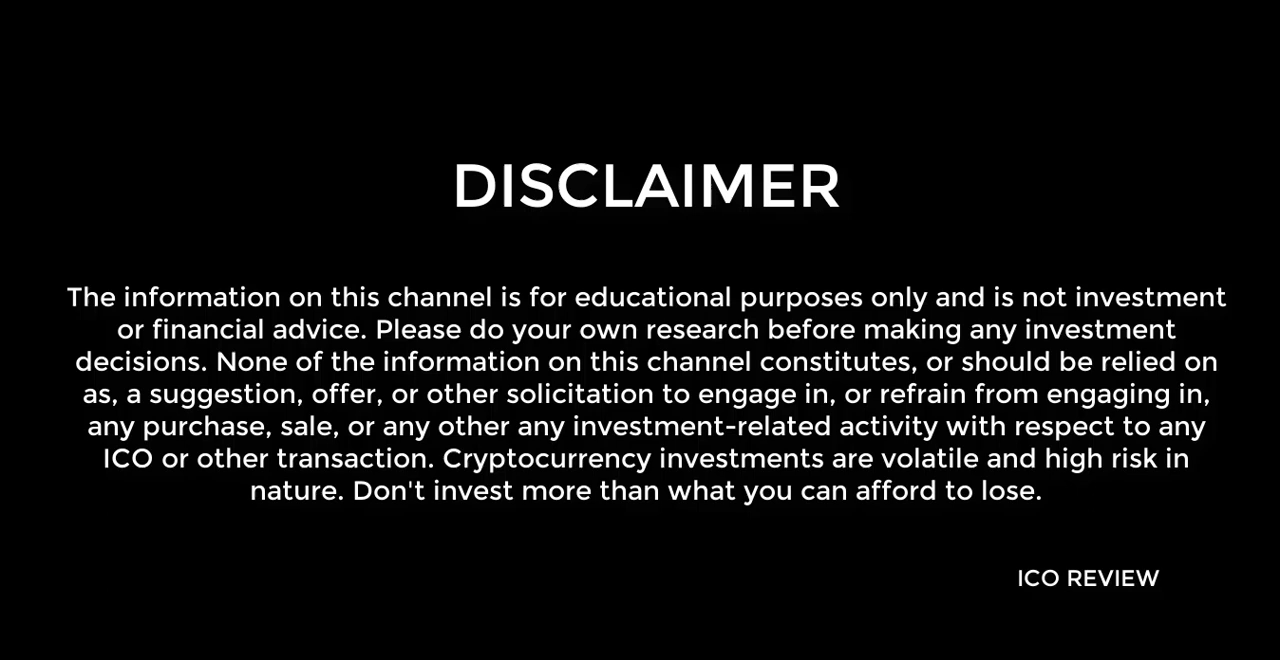 DISCLAIMER
The information on this channel is for educational purposes only and is not investment
or financial advice. Please do your own research before making any investment
decisions. None of the information on this channel constitutes, or should be relied on
as, a suggestion, offer, or other solicitation to engage in, or refrain from engaging in,
any purchase, sale, or any other any investment-related activity with respect to any
ICO or other transaction. Cryptocurrency investments are volatile and high risk in
nature. Don't invest more than what you can afford to lose.
ICO REVIEW